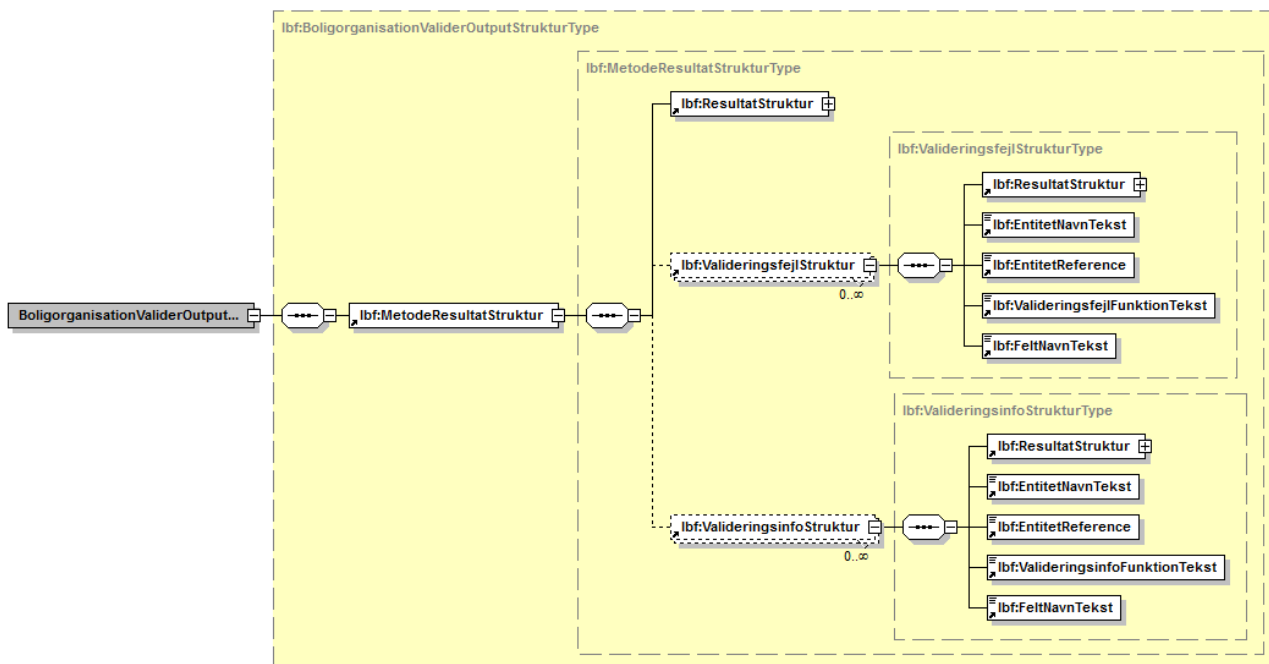 lbf:BoligorganisationValiderOutputStrukturType
lbf:MetodeResultatStrukturType
lbf:ResultatStruktur
lbf:ValideringsfejlStrukturType
lbf:ResultatStruktur
lbf:EntitetNavnTekst
lbf:ValideringsfejlStruktur
lbf:EntitetReference
0..∞
lbf:ValideringsfejlFunktionTekst
BoligorganisationValiderOutput...
lbf:MetodeResultatStruktur
lbf:FeltNavnTekst
lbf:ValideringsinfoStrukturType
lbf:ResultatStruktur
lbf:EntitetNavnTekst
lbf:ValideringsinfoStruktur
lbf:EntitetReference
0..∞
lbf:ValideringsinfoFunktionTekst
lbf:FeltNavnTekst